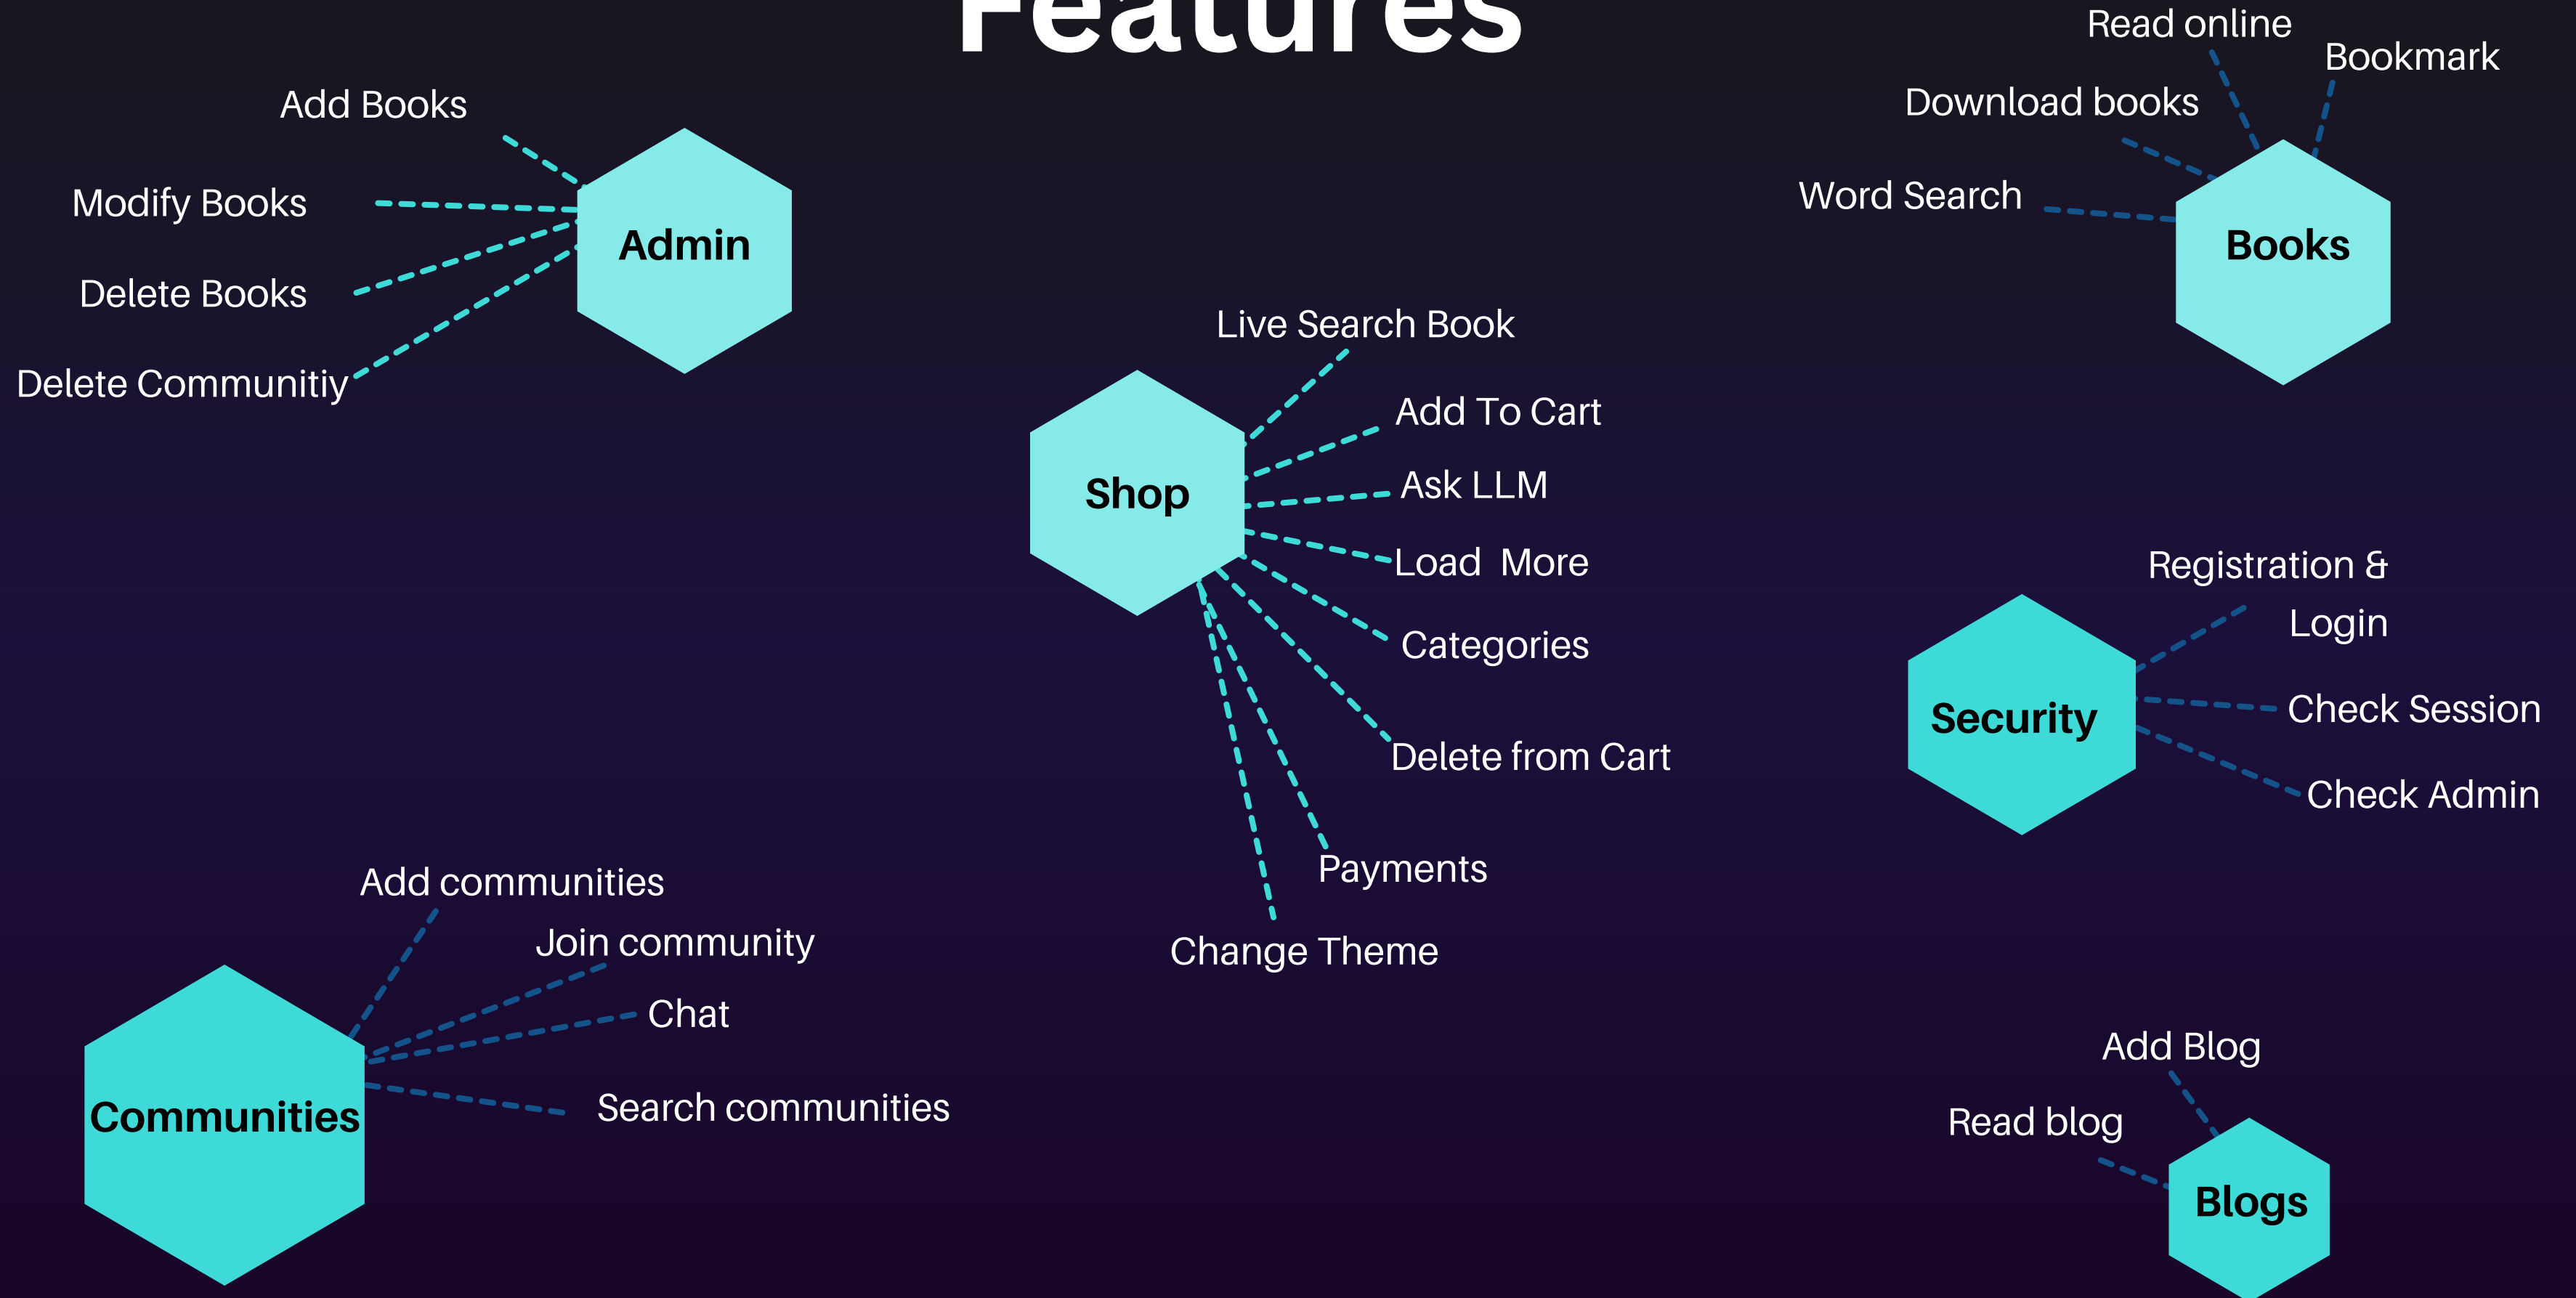 Features
Add Books
Modify Books
Delete Books
Delete Communitiy
Admin
Read online
Bookmark
Download books
Word Search
Books
Live Search Book
Add To Cart
Ask LLM
Load  More
Categories
Delete from Cart
Payments
Change Theme
Shop
Registration &
Login
Check Session
Check Admin
Security
Add communities
Join community
Chat
Search communities
Communities
Add Blog
Read blog
Blogs